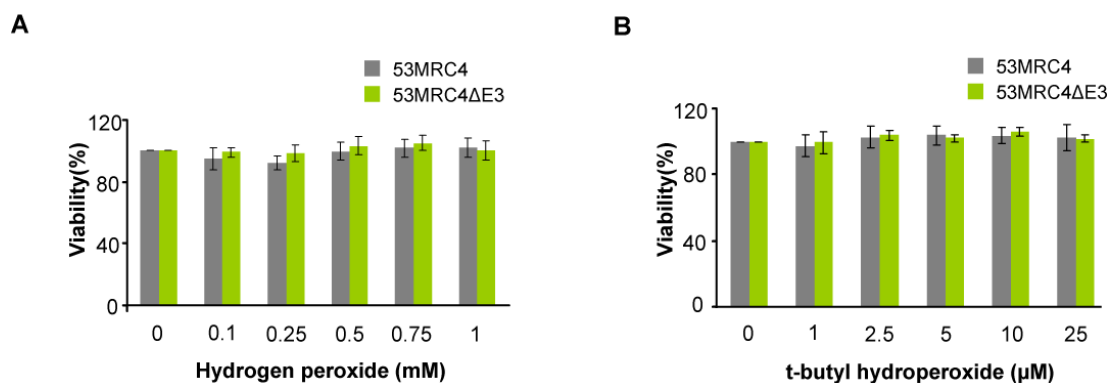 A
53MRC4
53MRC4ΔE3
Viability(%)
120
80
40
0
0 0.1 0.25 0.5 0.75 1
Hydrogen peroxide (mM)
B
53MRC4
53MRC4ΔE3
Viability(%)
120
80
40
0
0 1 2.5 5 10 25
t-butyl hydroperoxide (µM)